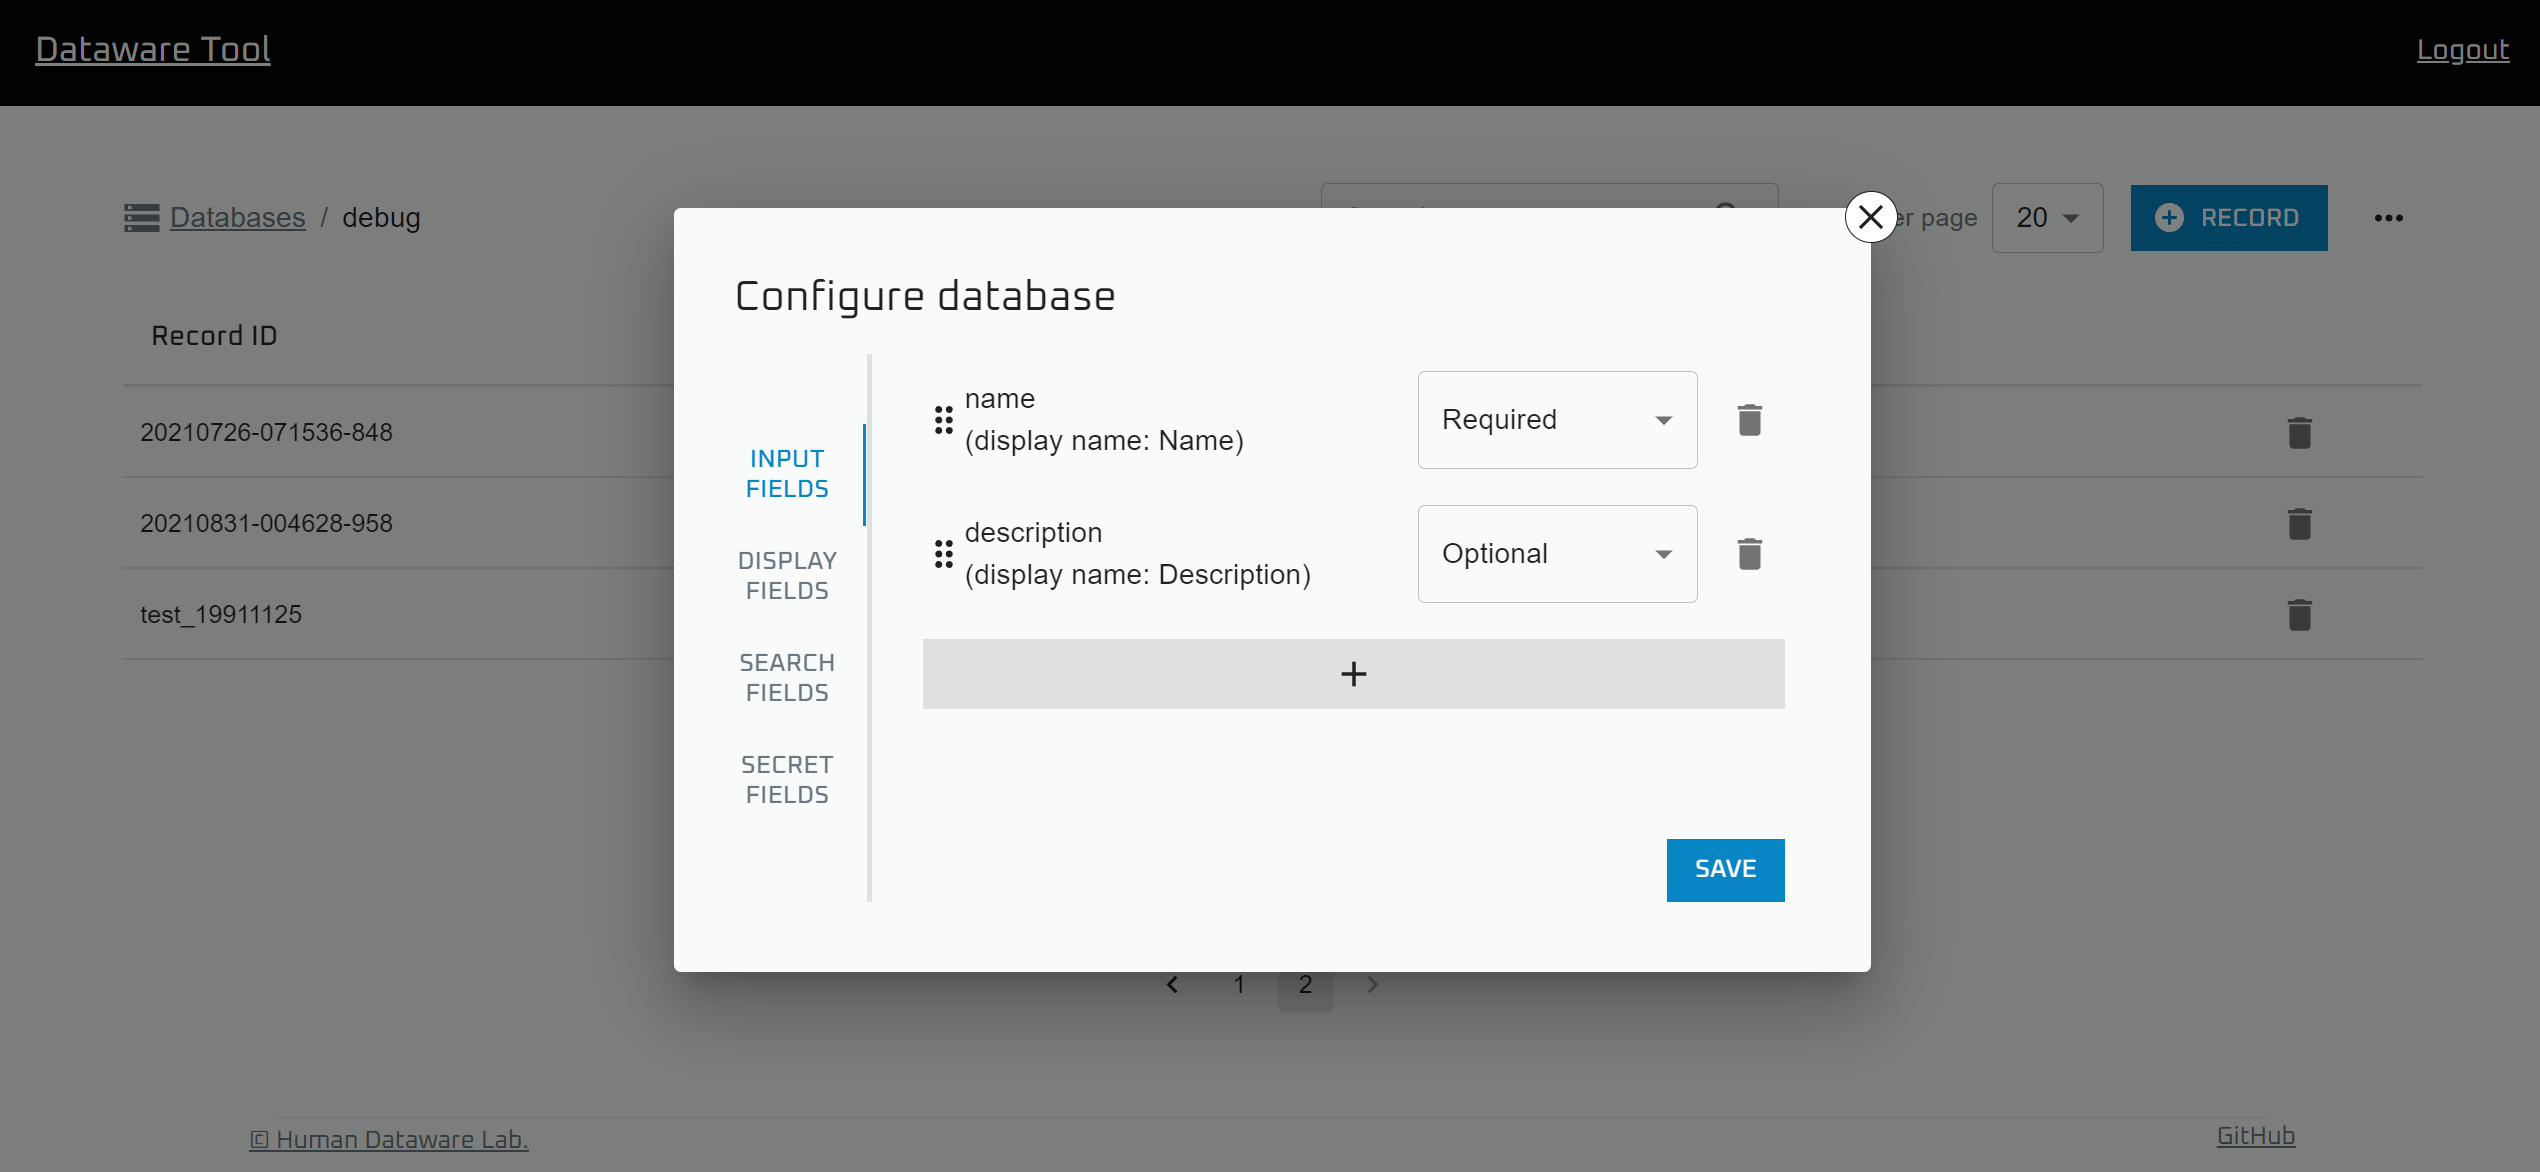 Dataware Tool
Logout
Databases / debug
er page
20
RECORD
Configure database
Record ID
20210726-071536-848
20210831-004628-958
test_19911125
INPUT
FIELDS
DISPLAY
FIELDS
SEARCH
FIELDS
SECRET
FIELDS
name
(display name: Name)
Required
description
(display name: Description)
Optional
SAVE
1
2
© Human Dataware Lab.
GitHub